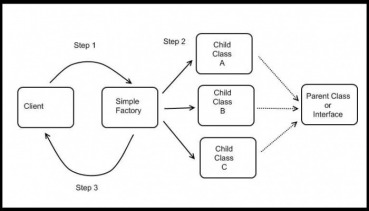 Step 1
Step 2
Child
Class
A
Client
Simple
Factory
Child
Class
B
Parent Class
or
Interface
Child
Class
C
Step 3